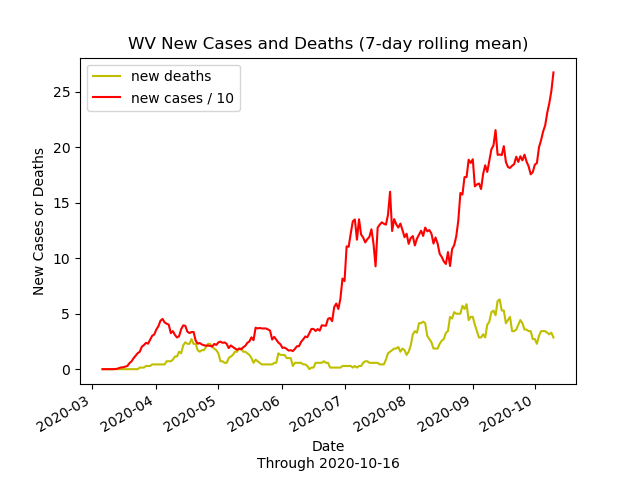 WV New Cases and Deaths (7-day rolling mean)
new deaths
new cases / 10
New Cases or Deaths
25
20
15
10
5
0
2020-03
2020-04
2020-05
2020-06
2020-07
2020-08
2020-09
2020-10
Date
Through 2020-10-16